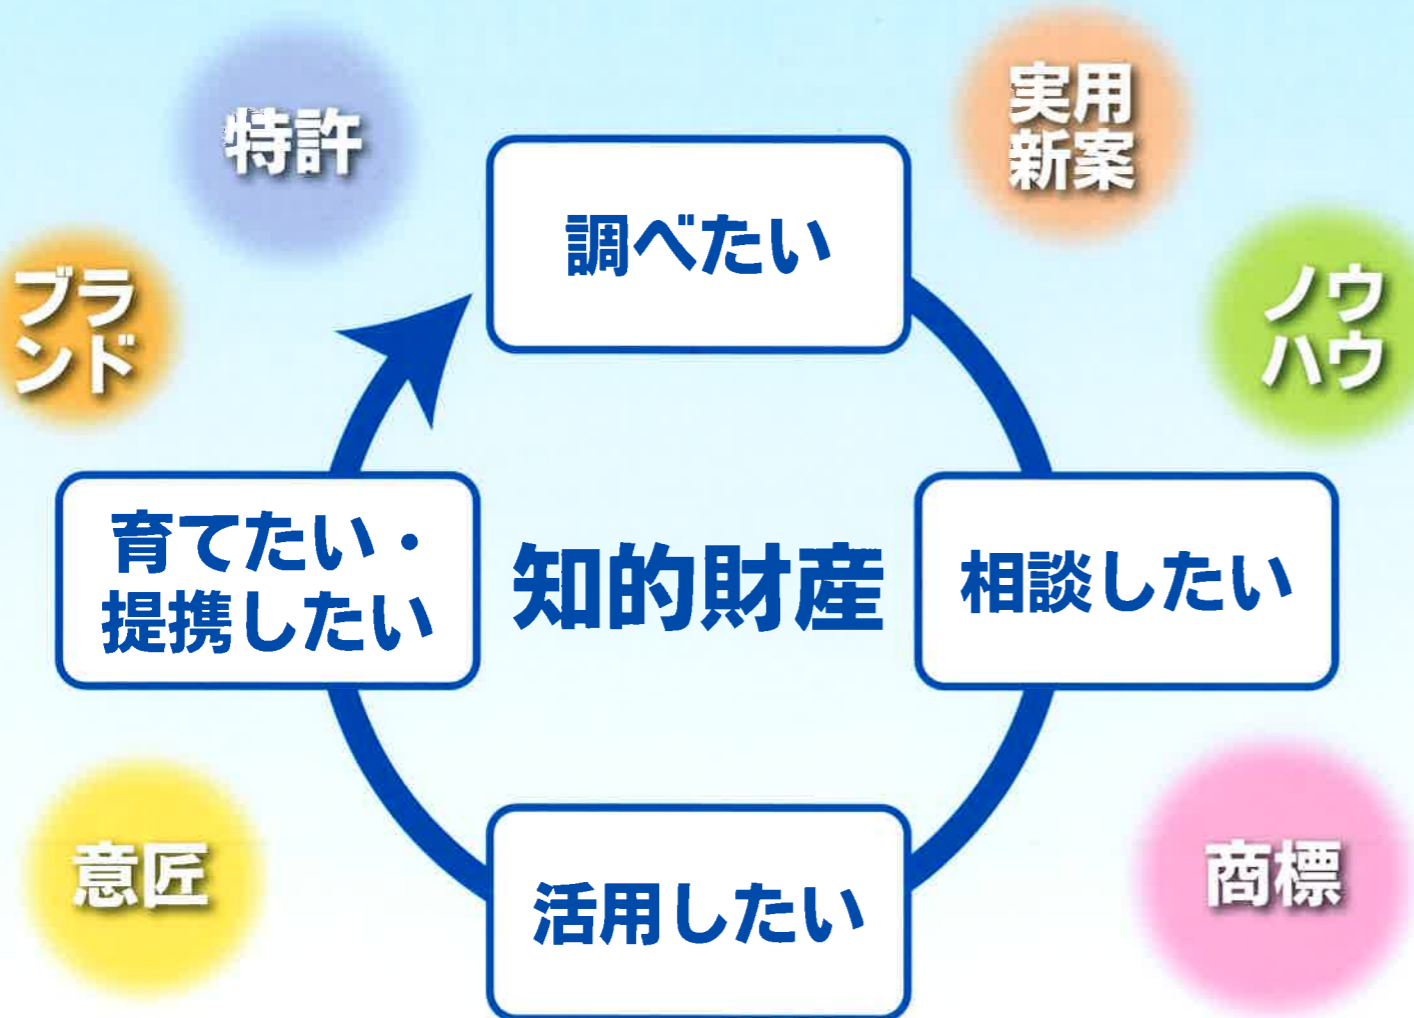 特許
実用
新案
調べたい
ブラ
ンド
ノウ
ハウ
育てたい・
提携したい
知的財産
相談したい
意匠
商標
活用したい